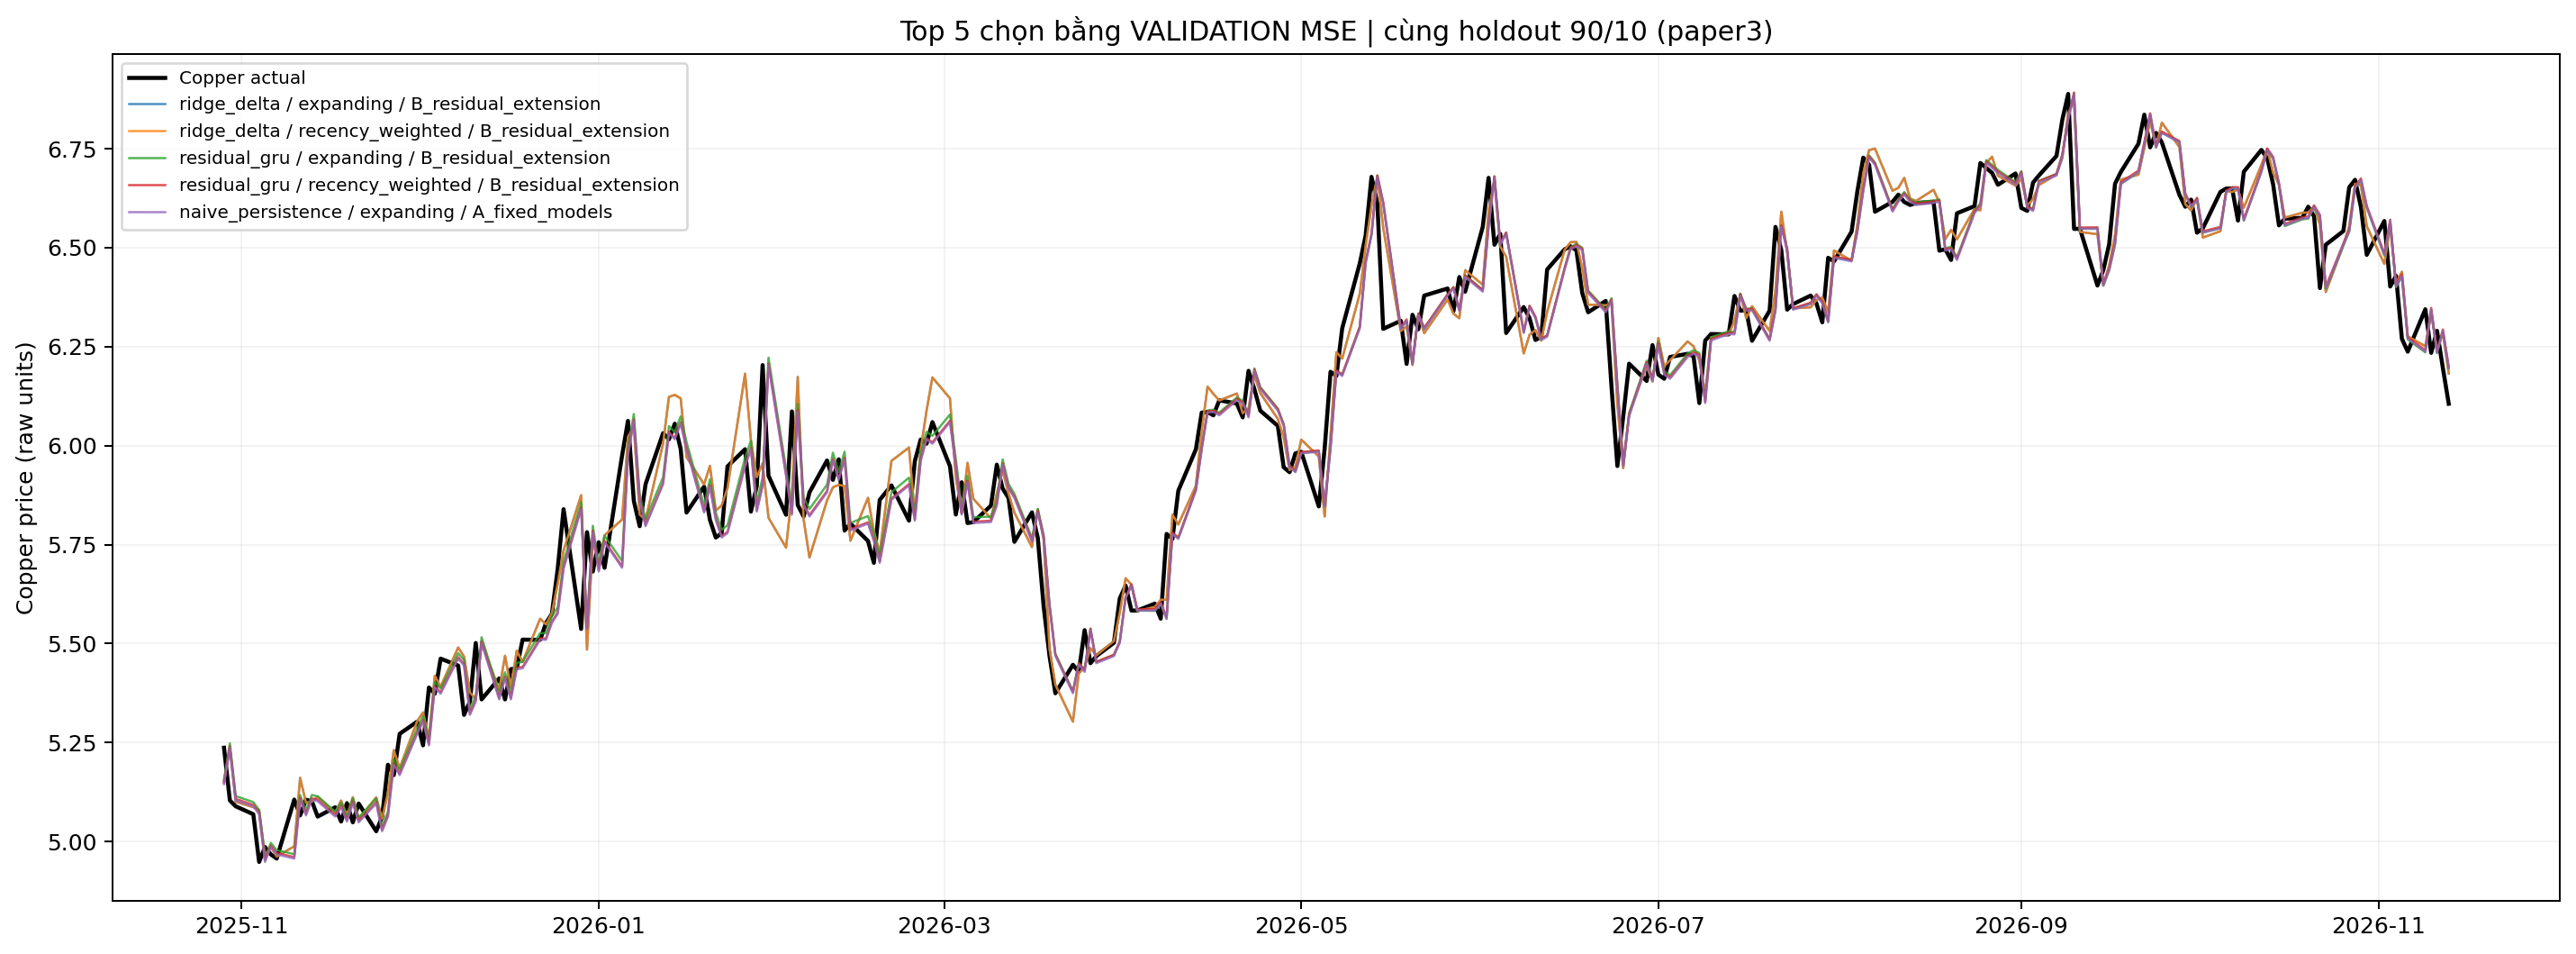 Top 5 chọn bằng VALIDATION MSE | cùng holdout 90/10 (paper3)
Copper actual
ridge_delta / expanding / B_residual_extension
ridge_delta / recency_weighted / B_residual_extension
residual_gru / expanding / B_residual_extension
residual_gru / recency_weighted / B_residual_extension
naive_persistence / expanding / A_fixed_models
Copper price (raw units)
6.75
6.50
6.25
6.00
5.75
5.50
5.25
5.00
2025-11
2026-01
2026-03
2026-05
2026-07
2026-09
2026-11